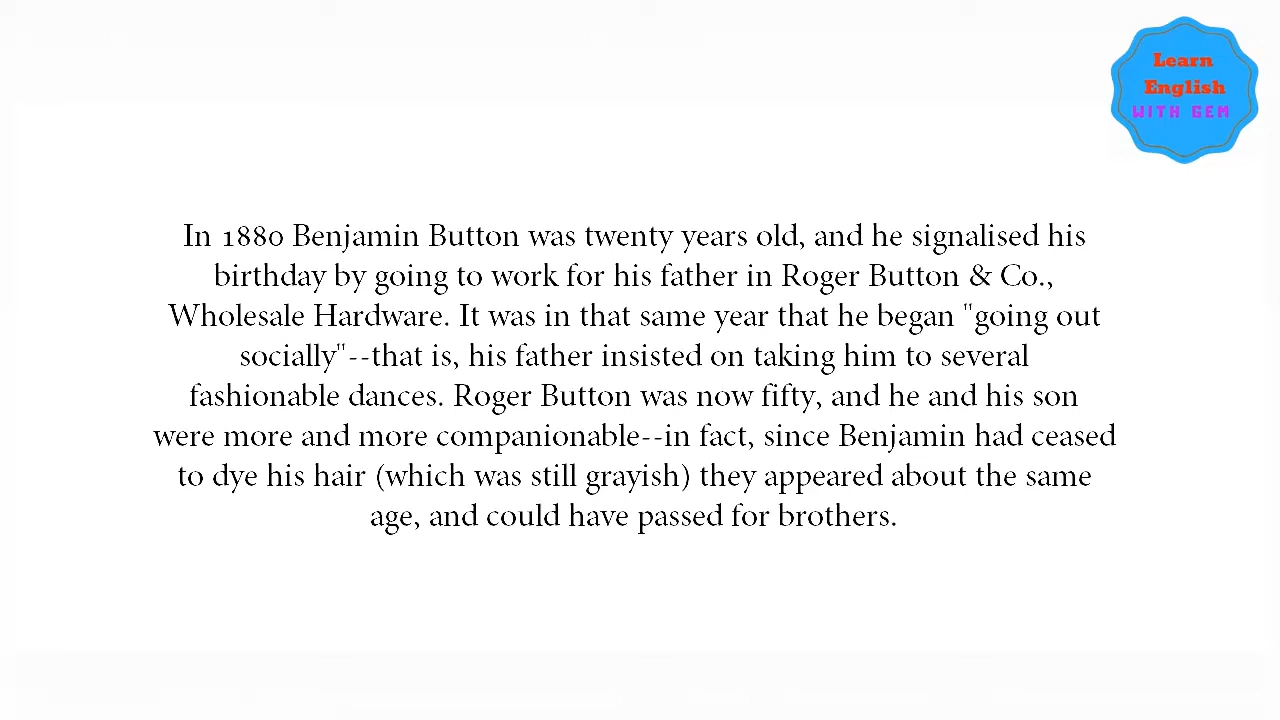 Learn
English
WITH GEM
In 1880 Benjamin Button was twenty years old, and he signalised his
birthday by going to work for his father in Roger Button & Co.,
Wholesale Hardware. It was in that same year that he began "going out
socially"--that is, his father insisted on taking him to several
fashionable dances. Roger Button was now fifty, and he and his son
were more and more companionable--in fact, since Benjamin had ceased
to dye his hair (which was still grayish) they appeared about the same
age, and could have passed for brothers.